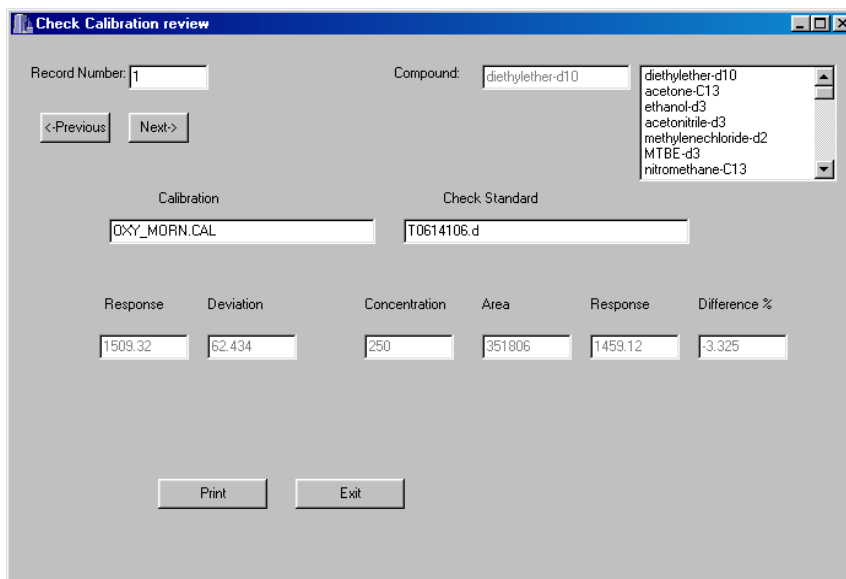 Check Calibration review
Record Number: 1
Compound: diethylether-d10
diethylether-d10
acetone-C13
ethanol-d3
acetonitrile-d3
methylenechloride-d2
MTBE-d3
nitromethane-C13
<-Previous Next->
Calibration Check Standard
OXY_MORN.CAL T0614106.d
Response Deviation Concentration Area Response Difference %
1509.32 62.434 250 351806 1459.12 -3.325
Print Exit